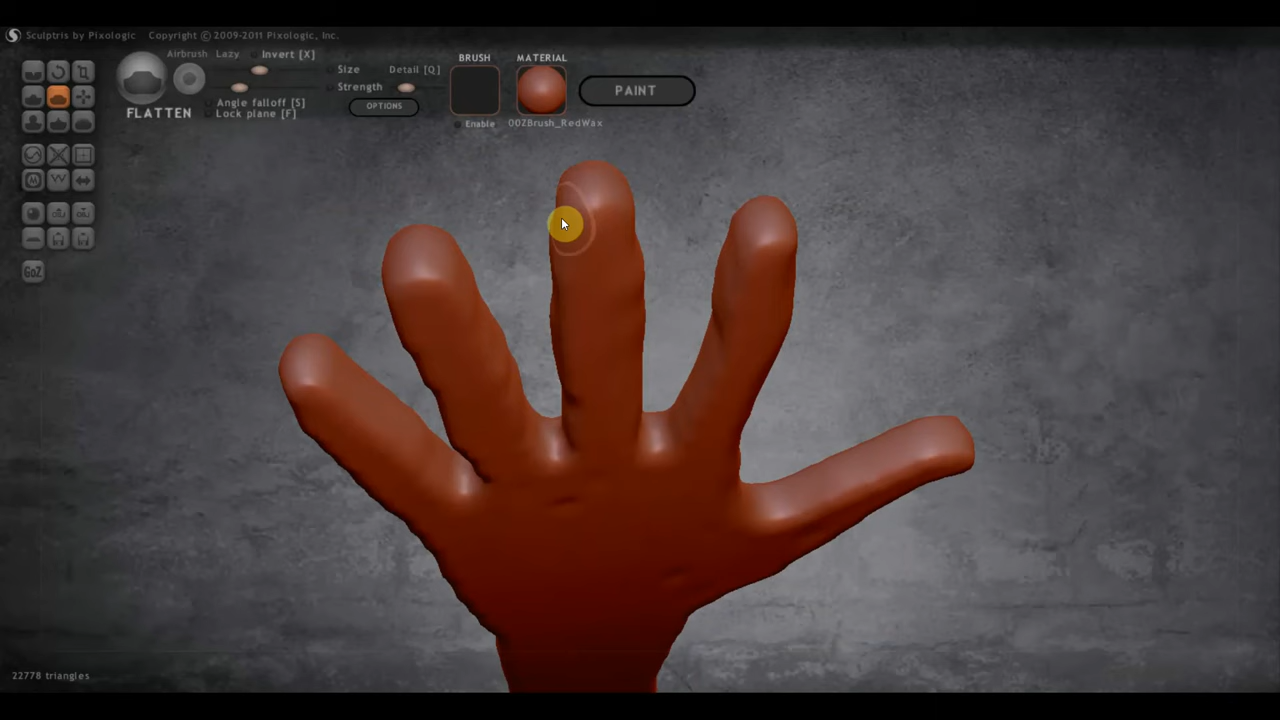 Sculptris by Pixologic Copyright © 2009-2011 Pixologic, Inc.
Airbrush Lazy Invert [X]
Size Detail [Q]
Strength
Angle falloff [S]
Lock plane [F]
FLATTEN
OPTIONS
BRUSH
Enable
MATERIAL
00ZBrush_RedWax
PAINT
GoZ
22778 triangles